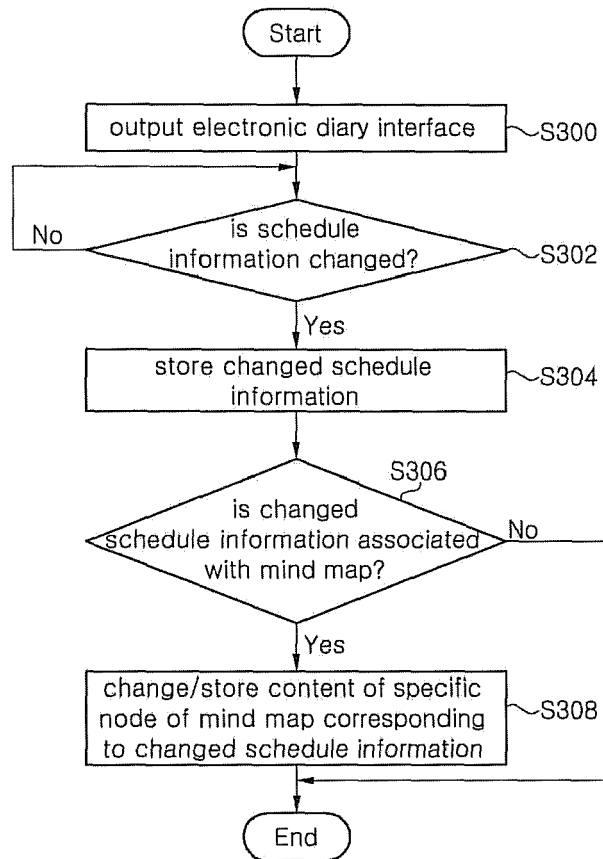 Start
output electronic diary interface
S300
No
is schedule
information changed?
S302
Yes
store changed schedule
information
S304
S306
is changed
schedule information associated
with mind map?
No
Yes
change/store content of specific
node of mind map corresponding
to changed schedule information
S308
End